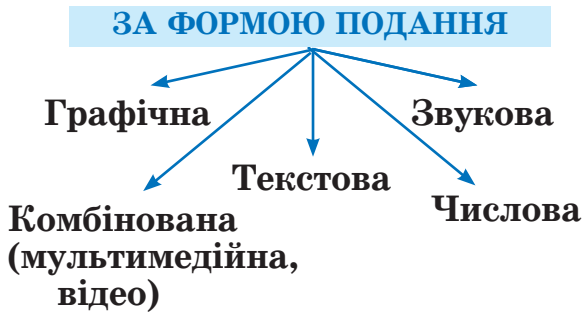 ЗА ФОРМОЮ ПОДАННЯ
Графічна
Звукова
Текстова
Числова
Комбінована
(мультимедійна,
відео)